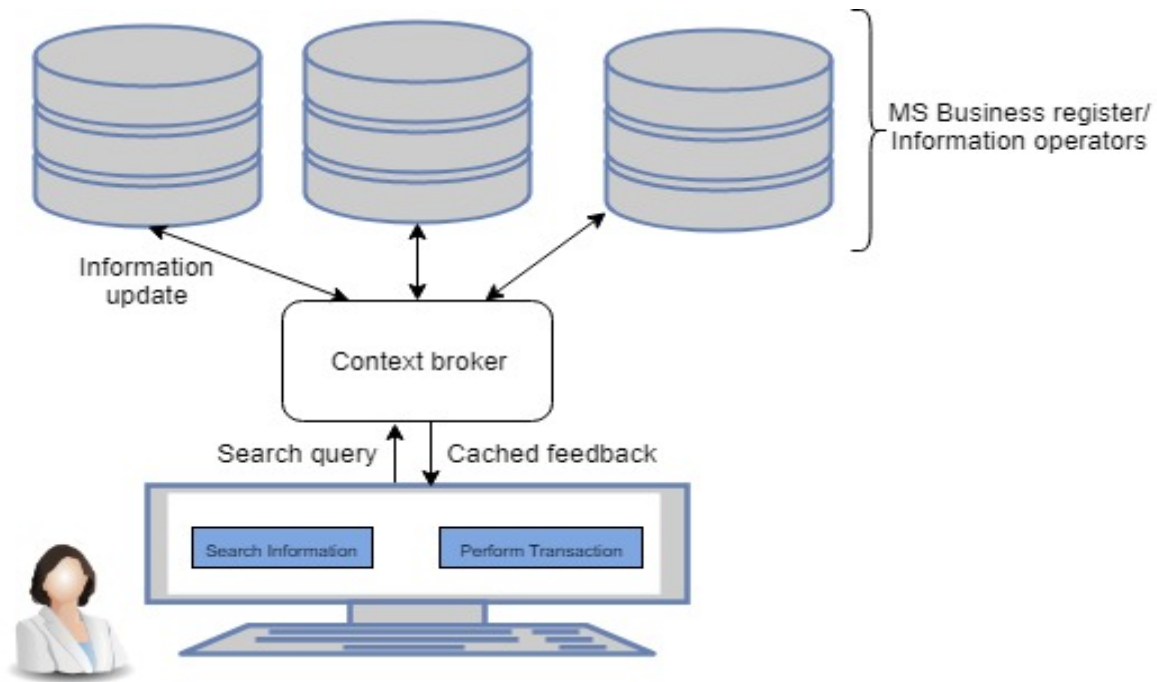 MS Business register/
Information operators
Information
update
Context broker
Search query
Cached feedback
Search Information
Perform Transaction